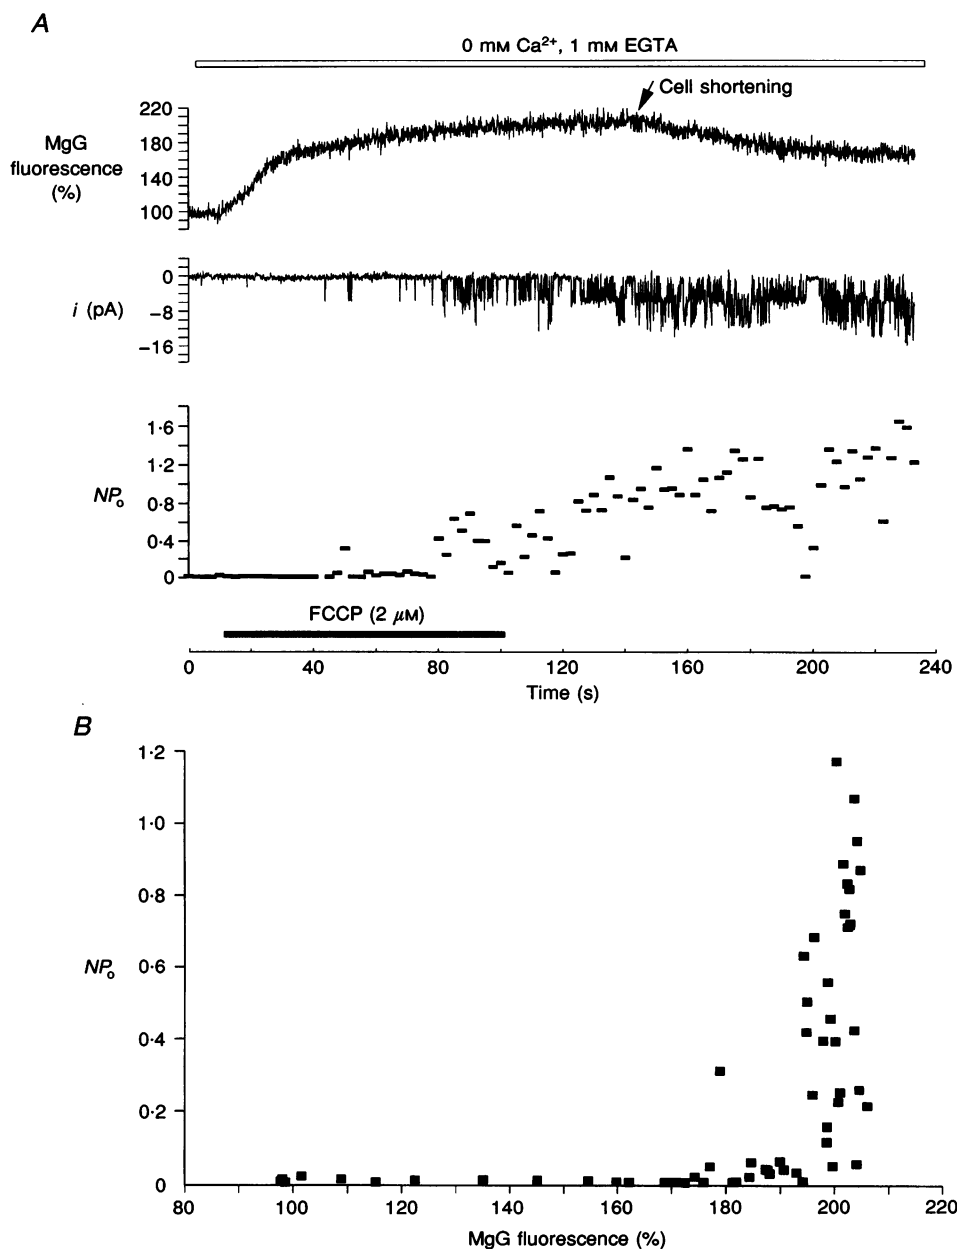 A
0 mM Ca²⁺, 1 mM EGTA
Cell shortening
MgG fluorescence (%)
220
180
140
100
i (pA)
0
−8
−16
NPₒ
1·6
1·2
0·8
0·4
0
FCCP (2 μM)
0 40 80 120 160 200 240
Time (s)
B
NPₒ
1·2
1·0
0·8
0·6
0·4
0·2
0
80 100 120 140 160 180 200 220
MgG fluorescence (%)